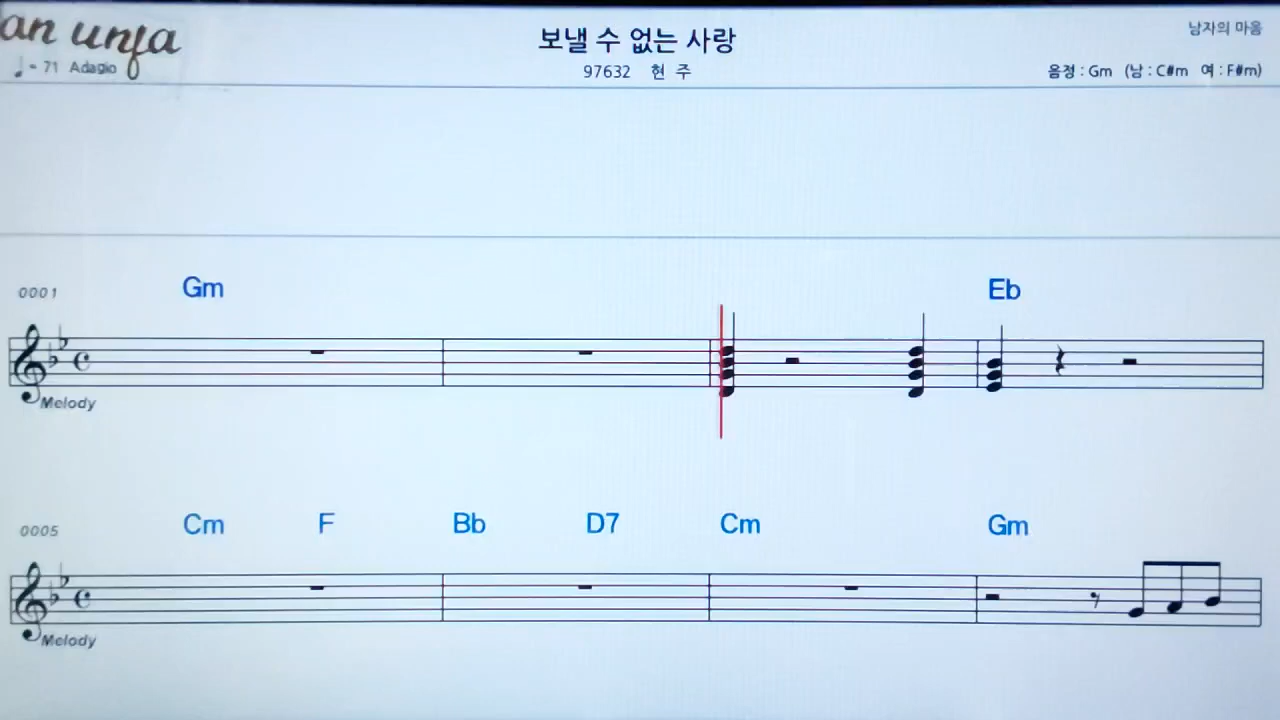 an unja
♩ = 71 Adagio
보낼 수 없는 사랑
97632 현 주
남자의 마음
음정 : Gm (남 : C#m 여 : F#m)
0001 Gm Eb
Melody
0005 Cm F Bb D7 Cm Gm
Melody